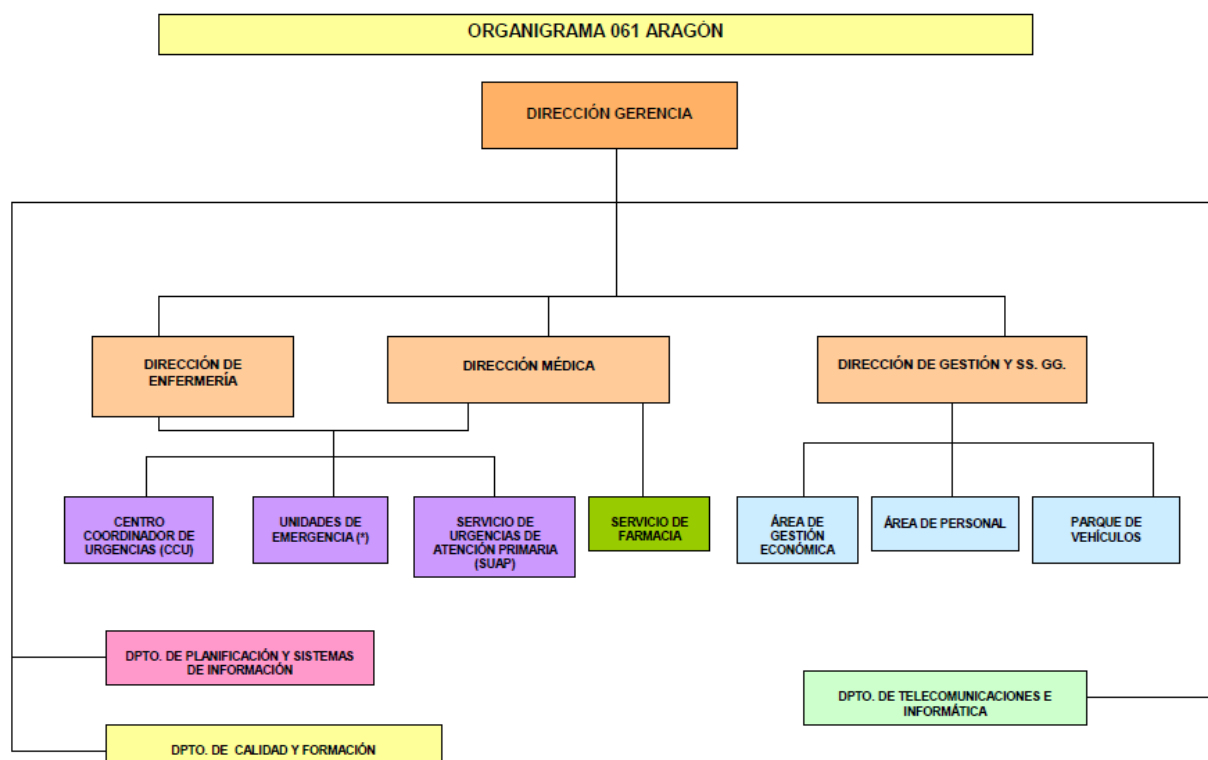 ORGANIGRAMA 061 ARAGÓN
DIRECCIÓN GERENCIA
DIRECCIÓN DE
ENFERMERÍA
DIRECCIÓN MÉDICA
DIRECCIÓN DE GESTIÓN Y SS. GG.
CENTRO
COORDINADOR DE
URGENCIAS (CCU)
UNIDADES DE
EMERGENCIA (*)
SERVICIO DE
URGENCIAS DE
ATENCIÓN PRIMARIA
(SUAP)
SERVICIO DE
FARMACIA
ÁREA DE
GESTIÓN
ECONÓMICA
ÁREA DE PERSONAL
PARQUE DE
VEHÍCULOS
DPTO. DE PLANIFICACIÓN Y SISTEMAS
DE INFORMACIÓN
DPTO. DE TELECOMUNICACIONES E
INFORMÁTICA
DPTO. DE CALIDAD Y FORMACIÓN